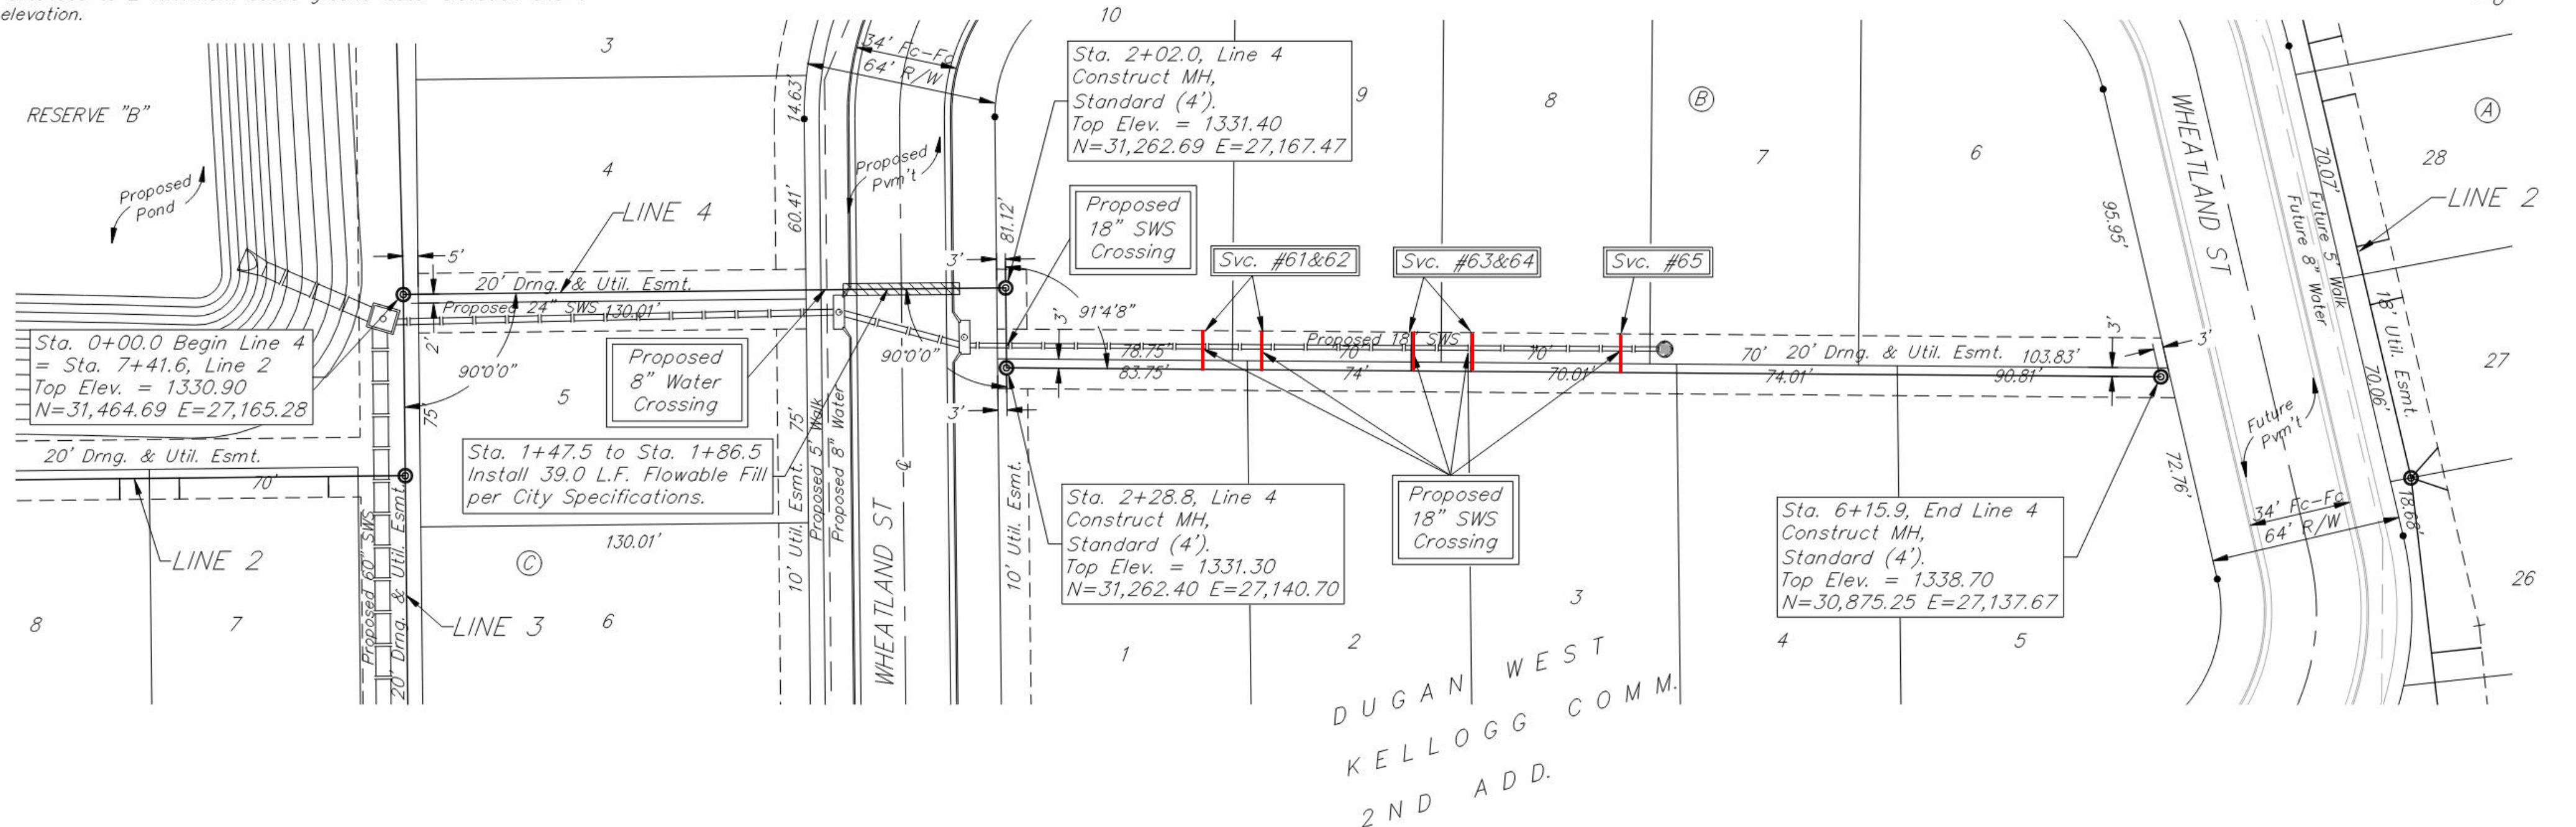 elevation.
RESERVE "B"
Proposed
Pond
3
4
LINE 4
5'
20' Drng. & Util. Esmt.
Proposed 24" SWS
130.01'
2'
90°0'0"
75'
5
Sta. 0+00.0 Begin Line 4
= Sta. 7+41.6, Line 2
Top Elev. = 1330.90
N=31,464.69 E=27,165.28
20' Drng. & Util. Esmt.
70'
LINE 2
8
7
Proposed 60" SWS
20' Drng. & Util. Esmt.
LINE 3
6
C
130.01'
Proposed
8" Water
Crossing
Sta. 1+47.5 to Sta. 1+86.5
Install 39.0 L.F. Flowable Fill
per City Specifications.
14.63'
60.41'
75'
10' Util. Esmt.
Proposed 5' Walk
Proposed 8" Water
34' Fc-Fc
64' R/W
Proposed
Pvm't
WHEATLAND ST
90°0'0"
81.12'
3'
3'
10' Util. Esmt.
10
Sta. 2+02.0, Line 4
Construct MH,
Standard (4').
Top Elev. = 1331.40
N=31,262.69 E=27,167.47
Proposed
18" SWS
Crossing
3'
91°4'8"
Svc. #61&62
Svc. #63&64
Svc. #65
9
8
B
7
6
Proposed 18" SWS
78.75'
70'
70'
70'
20' Drng. & Util. Esmt.
103.83'
83.75'
74'
70.01'
74.01'
90.81'
3'
3'
Sta. 2+28.8, Line 4
Construct MH,
Standard (4').
Top Elev. = 1331.30
N=31,262.40 E=27,140.70
Proposed
18" SWS
Crossing
Sta. 6+15.9, End Line 4
Construct MH,
Standard (4').
Top Elev. = 1338.70
N=30,875.25 E=27,137.67
1
2
3
4
5
DUGAN WEST
KELLOGG COMM.
2ND ADD.
95.95'
72.76'
WHEATLAND ST
Future
Pvm't
34' Fc-Fc
64' R/W
Future 8" Water
Future 5' Walk
70.07'
70.06'
18.68'
18' Util. Esmt.
LINE 2
A
28
27
26